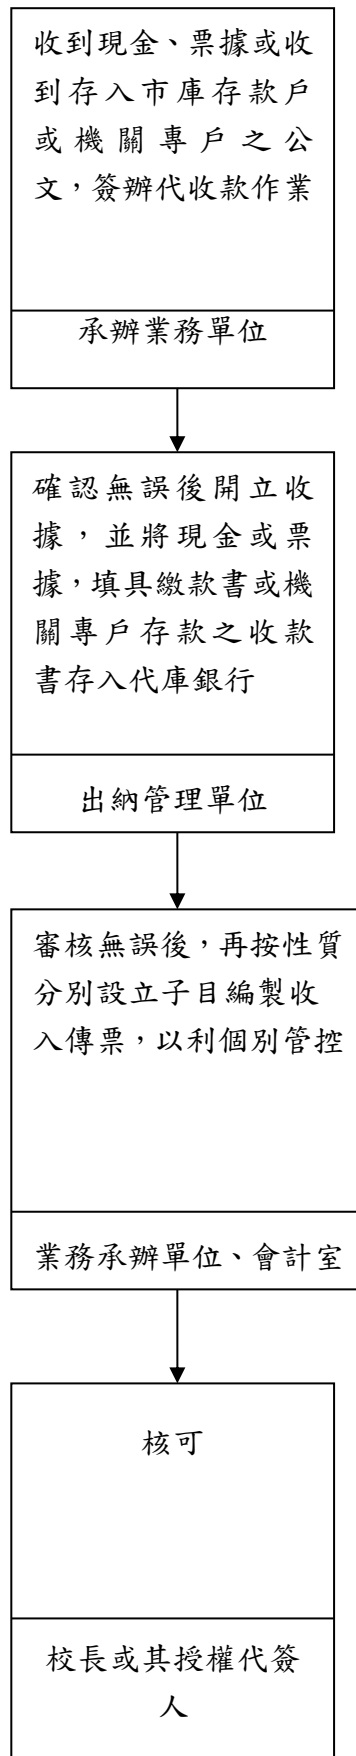 收到現金、票據或收
到存入市庫存款戶
或機關專戶之公
文，簽辦代收款作業
承辦業務單位
確認無誤後開立收
據，並將現金或票
據，填具繳款書或機
關專戶存款之收款
書存入代庫銀行
出納管理單位
審核無誤後，再按性質
分別設立子目編製收
入傳票，以利個別管控
業務承辦單位、會計室
核可
校長或其授權代簽
人